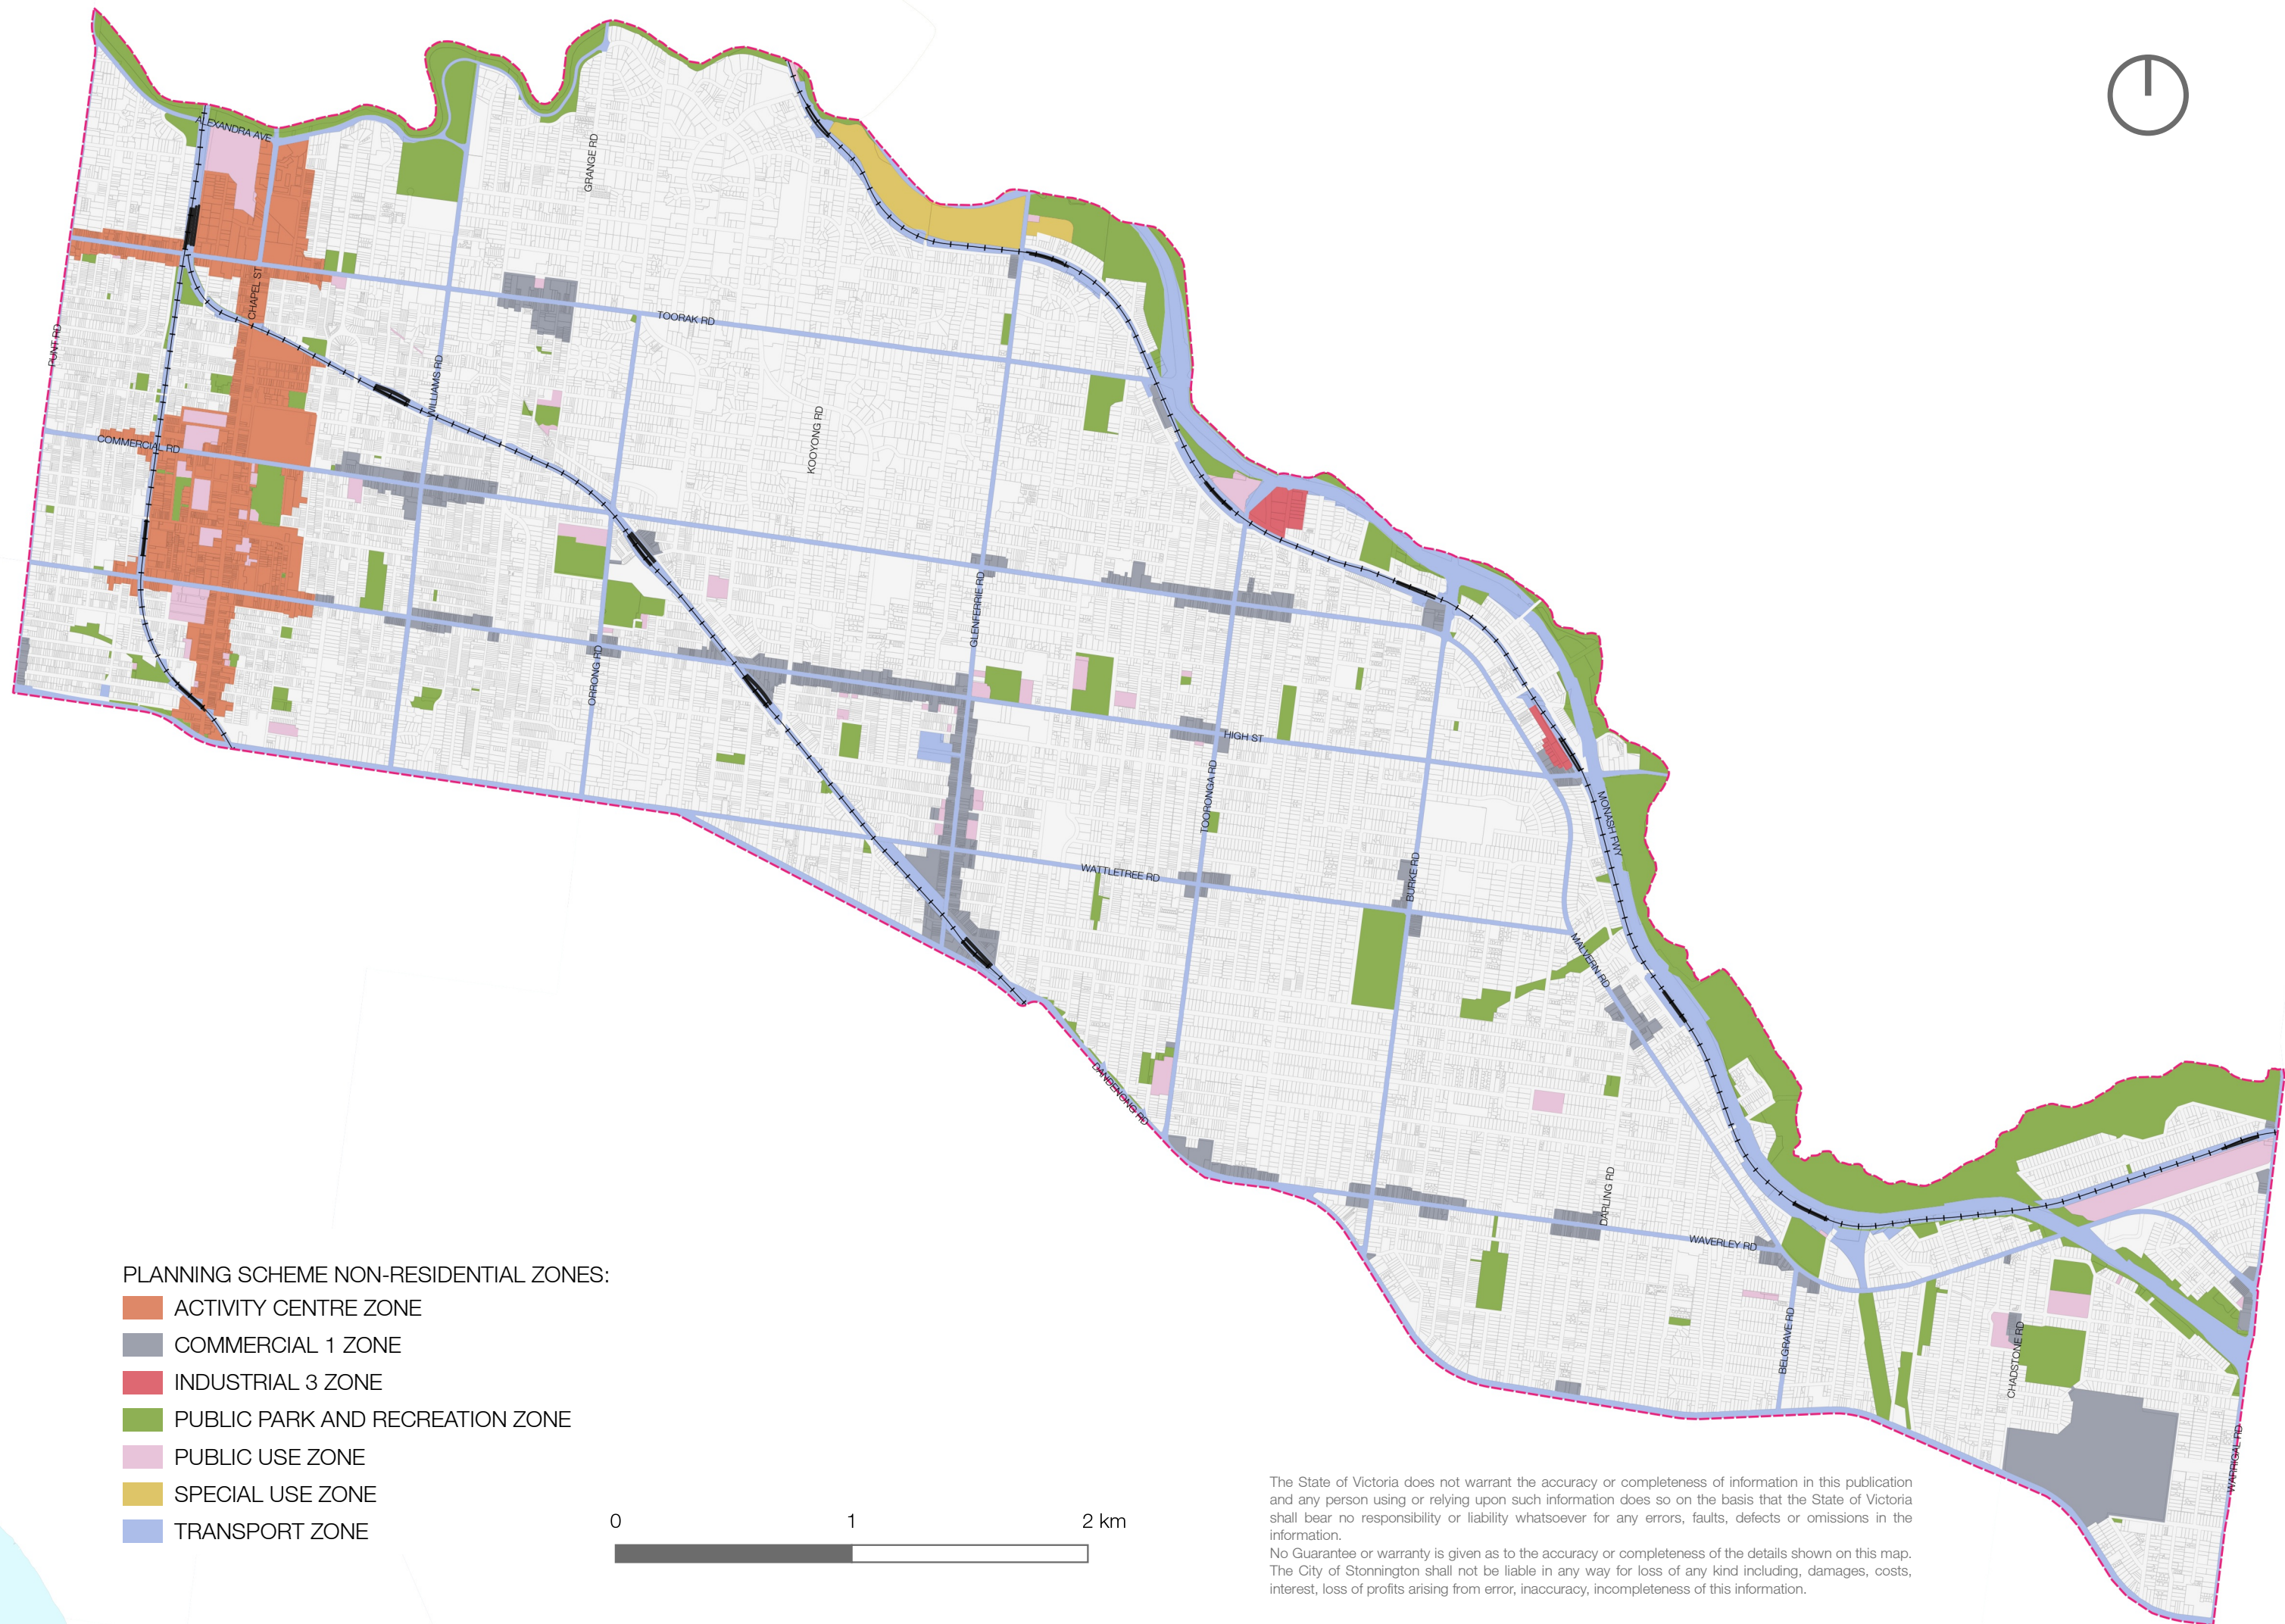 ALEXANDRA AVE
GRANGE RD
CHAPEL ST
TOORAK RD
PUNT RD
WILLIAMS RD
COMMERCIAL RD
KOOYONG RD
GLENFERRIE RD
ORRONG RD
HIGH ST
TOORONGA RD
MONASH FWY
WATTLETREE RD
BURKE RD
MALVERN RD
DANDENONG RD
DARLING RD
WAVERLEY RD
BELGRAVE RD
CHADSTONE RD
WARRIGAL RD
PLANNING SCHEME NON-RESIDENTIAL ZONES:
ACTIVITY CENTRE ZONE
COMMERCIAL 1 ZONE
INDUSTRIAL 3 ZONE
PUBLIC PARK AND RECREATION ZONE
PUBLIC USE ZONE
SPECIAL USE ZONE
TRANSPORT ZONE
0 1 2 km
The State of Victoria does not warrant the accuracy or completeness of information in this publication
and any person using or relying upon such information does so on the basis that the State of Victoria
shall bear no responsibility or liability whatsoever for any errors, faults, defects or omissions in the
information.
No Guarantee or warranty is given as to the accuracy or completeness of the details shown on this map.
The City of Stonnington shall not be liable in any way for loss of any kind including, damages, costs,
interest, loss of profits arising from error, inaccuracy, incompleteness of this information.